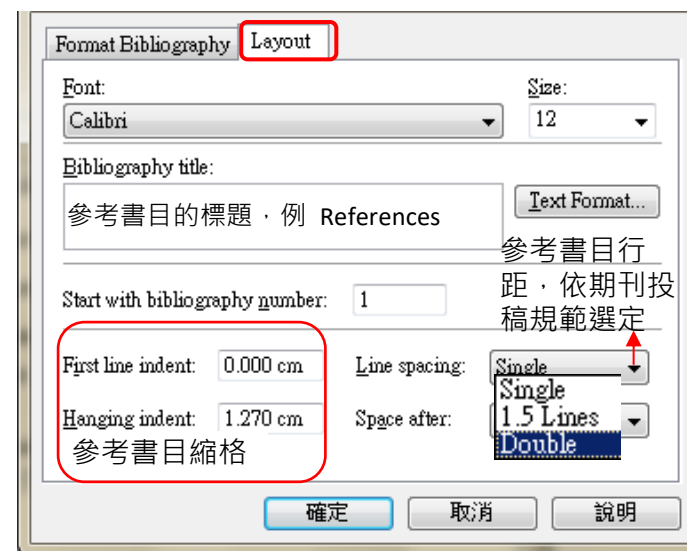 Format Bibliography Layout
Font: Size:
Calibri 12
Bibliography title:
參考書目的標題，例 References
Text Format...
參考書目行
距，依期刊投
稿規範選定
Start with bibliography number: 1
First line indent: 0.000 cm Line spacing: Single
Single
1.5 Lines
Double
Hanging indent: 1.270 cm Space after:
參考書目縮格
確定 取消 說明